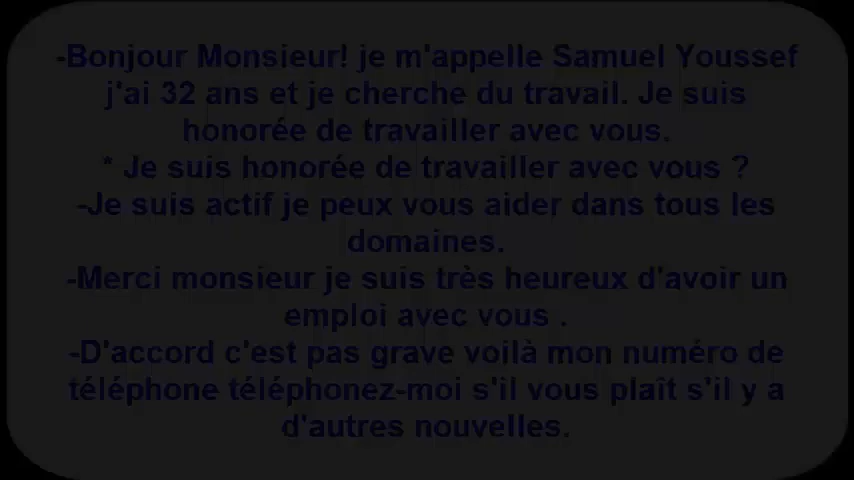 -Bonjour Monsieur! je m'appelle Samuel Youssef
j'ai 32 ans et je cherche du travail. Je suis
honorée de travailler avec vous.
* Je suis honorée de travailler avec vous ?
-Je suis actif je peux vous aider dans tous les
domaines.
-Merci monsieur je suis très heureux d'avoir un
emploi avec vous .
-D'accord c'est pas grave voilà mon numéro de
téléphone téléphonez-moi s'il vous plaît s'il y a
d'autres nouvelles.